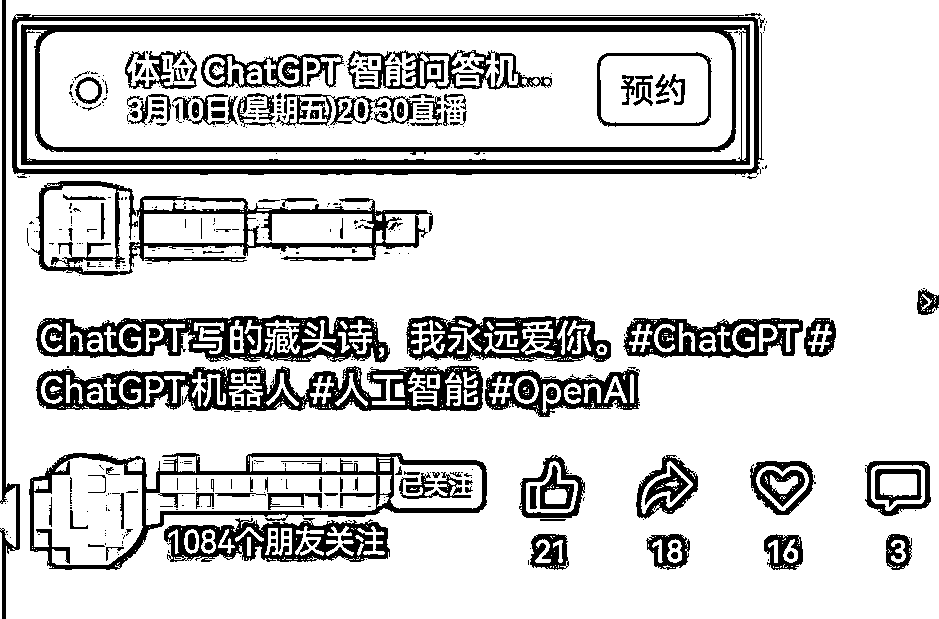 体验 ChatGPT 智能问答机...
3月10日(星期五)20:30直播
预约
ChatGPT写的藏头诗，我永远爱你。#ChatGPT #
ChatGPT机器人 #人工智能 #OpenAI
已关注
1084个朋友关注
21
18
16
3